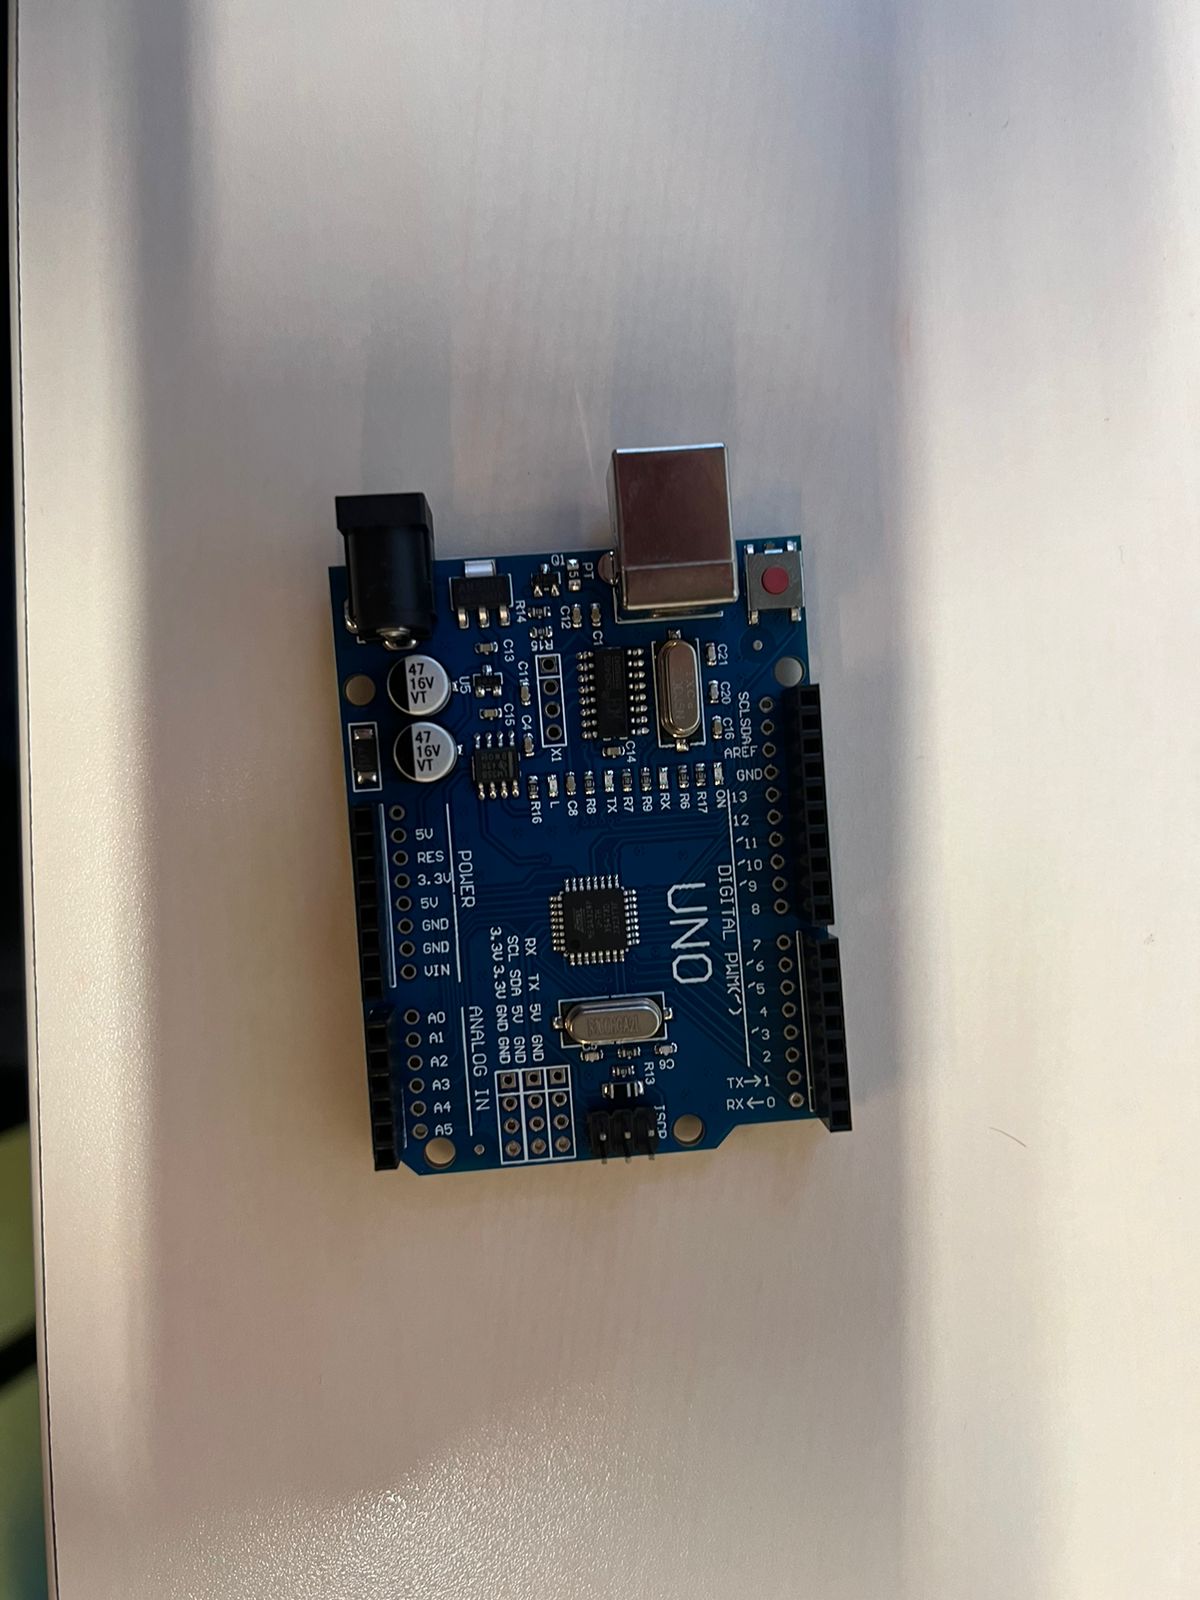 Q1
PT
R14
C12
C1
C13
C11
U5
C15
C4
X1
C14
C21
C20
C16
47
16V
VT
47
16V
VT
R16
L
C8
R8
TX
R7
R9
RX
R6
R17
ON
SCL
SDA
AREF
GND
13
12
~11
~10
~9
8
7
~6
~5
4
~3
2
TX→1
RX←0
DIGITAL PWM(~)
UNO
POWER
5V
RES
3.3V
5V
GND
GND
VIN
ANALOG IN
A0
A1
A2
A3
A4
A5
RX TX 5V GND
SCL SDA 5V GND
3.3V 3.3V GND GND
C6
R13
ICSP